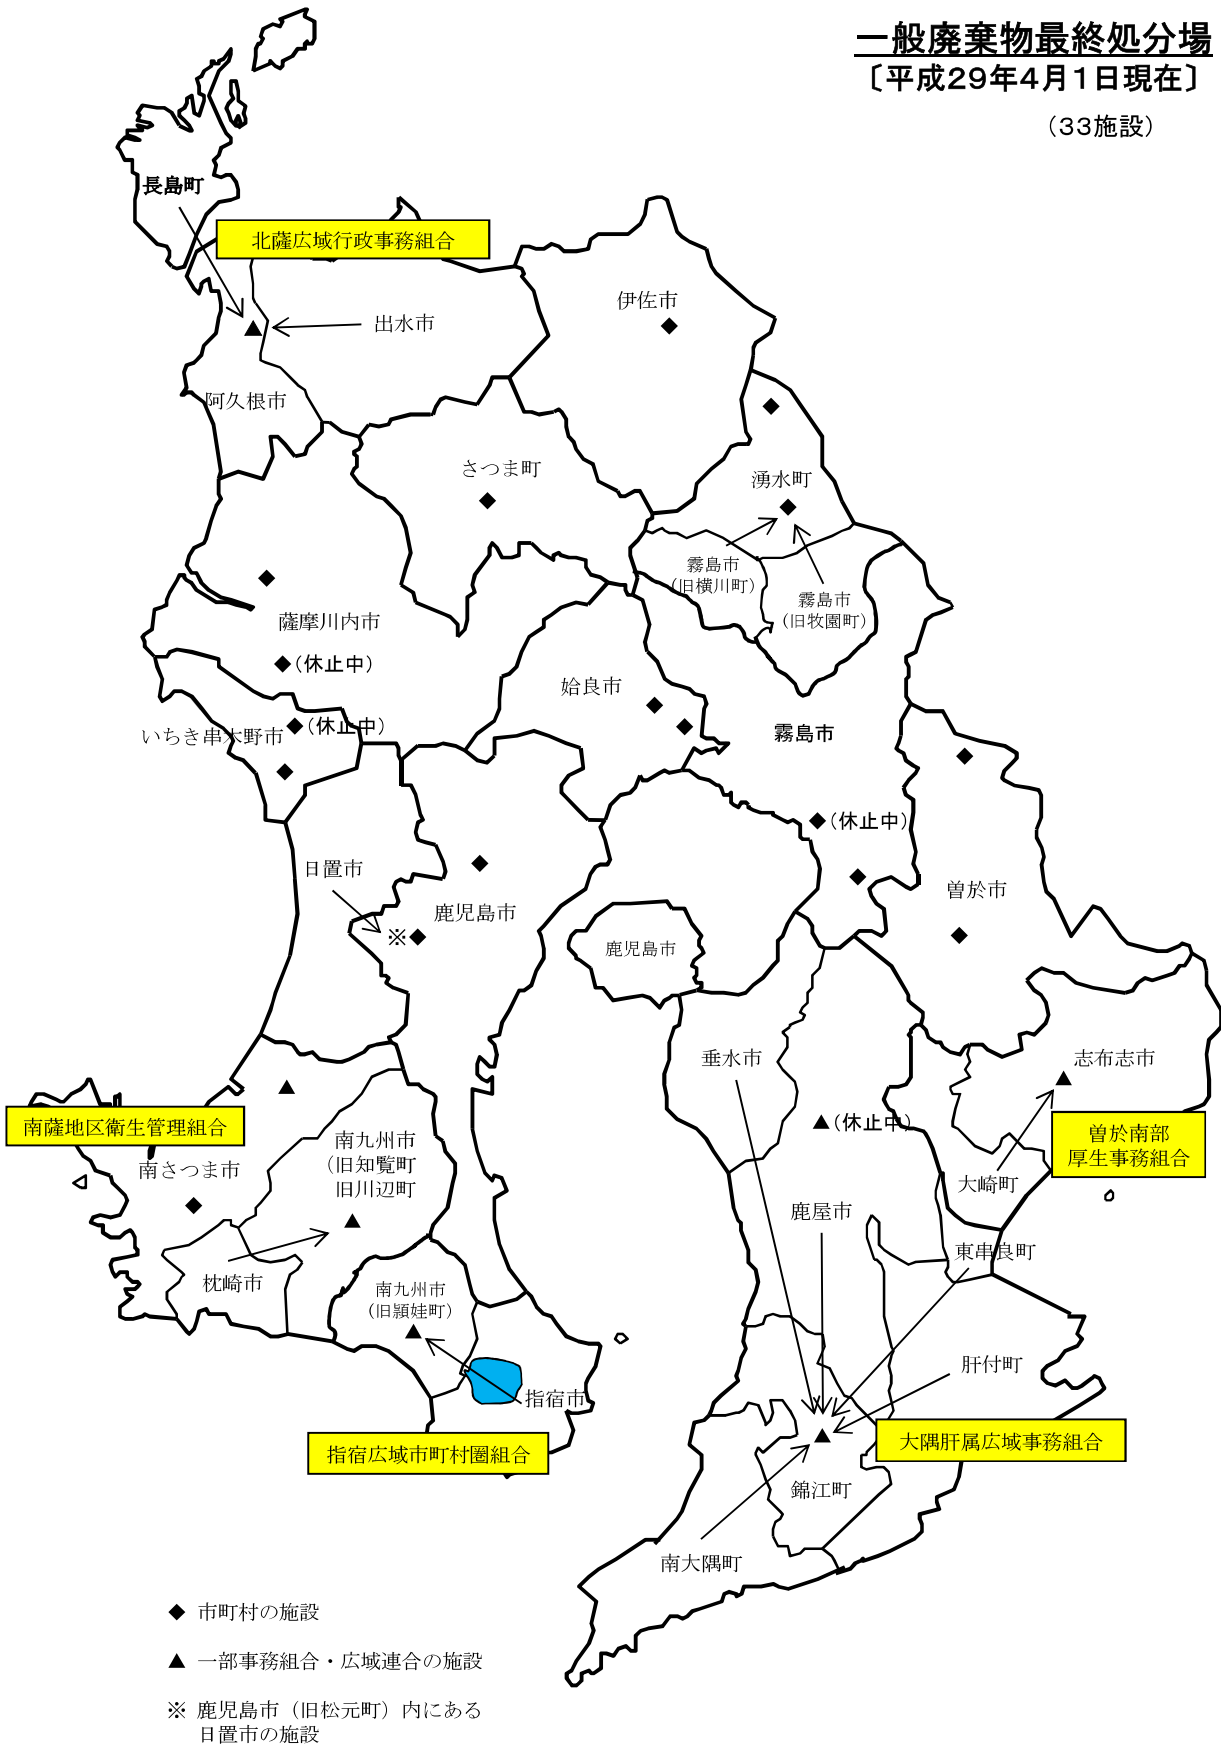 一般廃棄物最終処分場
〔平成29年4月1日現在〕
（33施設）
長島町
北薩広域行政事務組合
伊佐市
出水市
阿久根市
さつま町
湧水町
霧島市
（旧横川町）
霧島市
（旧牧園町）
薩摩川内市
（休止中）
姶良市
いちき串木野市
（休止中）
霧島市
（休止中）
日置市
曽於市
鹿児島市
※
鹿児島市
垂水市
志布志市
南薩地区衛生管理組合
（休止中）
曽於南部
厚生事務組合
南九州市
（旧知覧町
旧川辺町
南さつま市
大崎町
鹿屋市
東串良町
枕崎市
南九州市
（旧頴娃町）
肝付町
指宿市
指宿広域市町村圏組合
大隅肝属広域事務組合
錦江町
南大隅町
◆ 市町村の施設
▲ 一部事務組合・広域連合の施設
※ 鹿児島市（旧松元町）内にある
日置市の施設